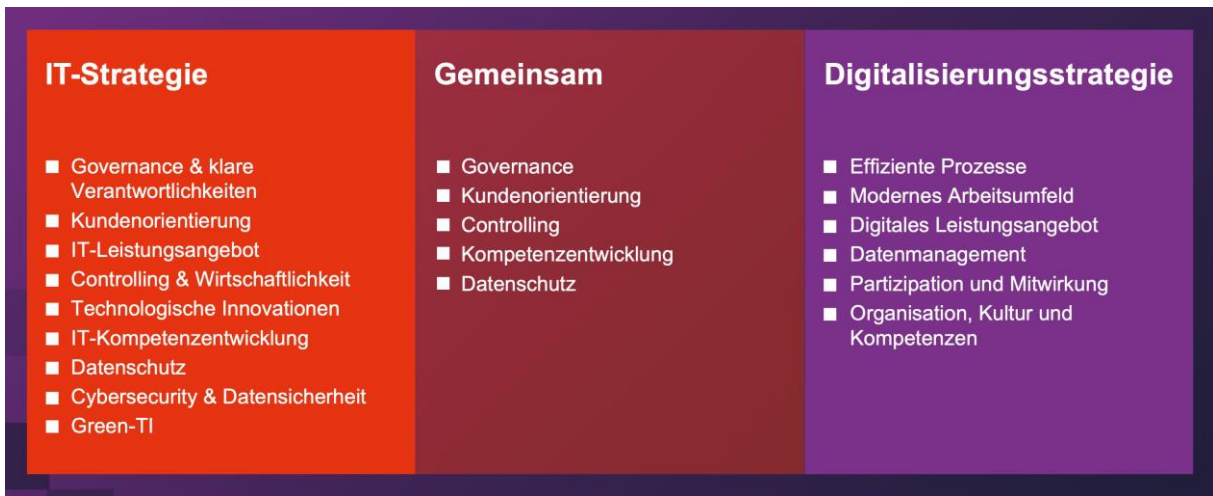 IT-Strategie
Governance & klare
Verantwortlichkeiten
Kundenorientierung
IT-Leistungsangebot
Controlling & Wirtschaftlichkeit
Technologische Innovationen
IT-Kompetenzentwicklung
Datenschutz
Cybersecurity & Datensicherheit
Green-TI
Gemeinsam
Governance
Kundenorientierung
Controlling
Kompetenzentwicklung
Datenschutz
Digitalisierungsstrategie
Effiziente Prozesse
Modernes Arbeitsumfeld
Digitales Leistungsangebot
Datenmanagement
Partizipation und Mitwirkung
Organisation, Kultur und
Kompetenzen